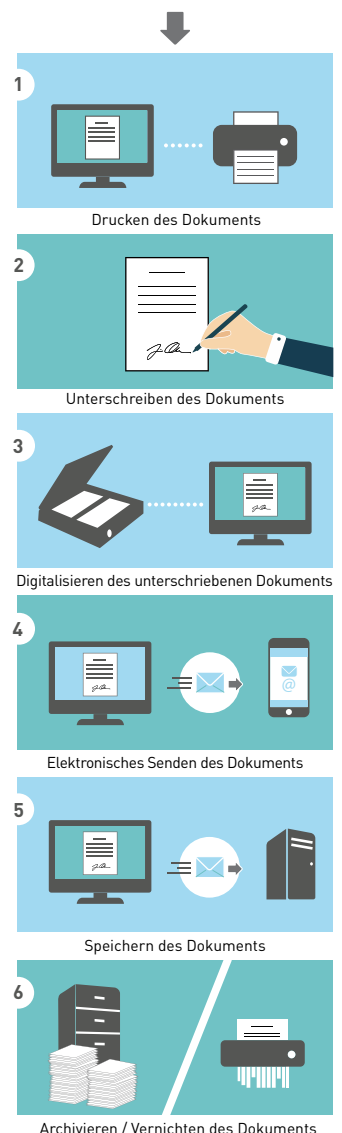 1
Drucken des Dokuments
2
Unterschreiben des Dokuments
3
Digitalisieren des unterschriebenen Dokuments
4
@
Elektronisches Senden des Dokuments
5
Speichern des Dokuments
6
Archivieren / Vernichten des Dokuments